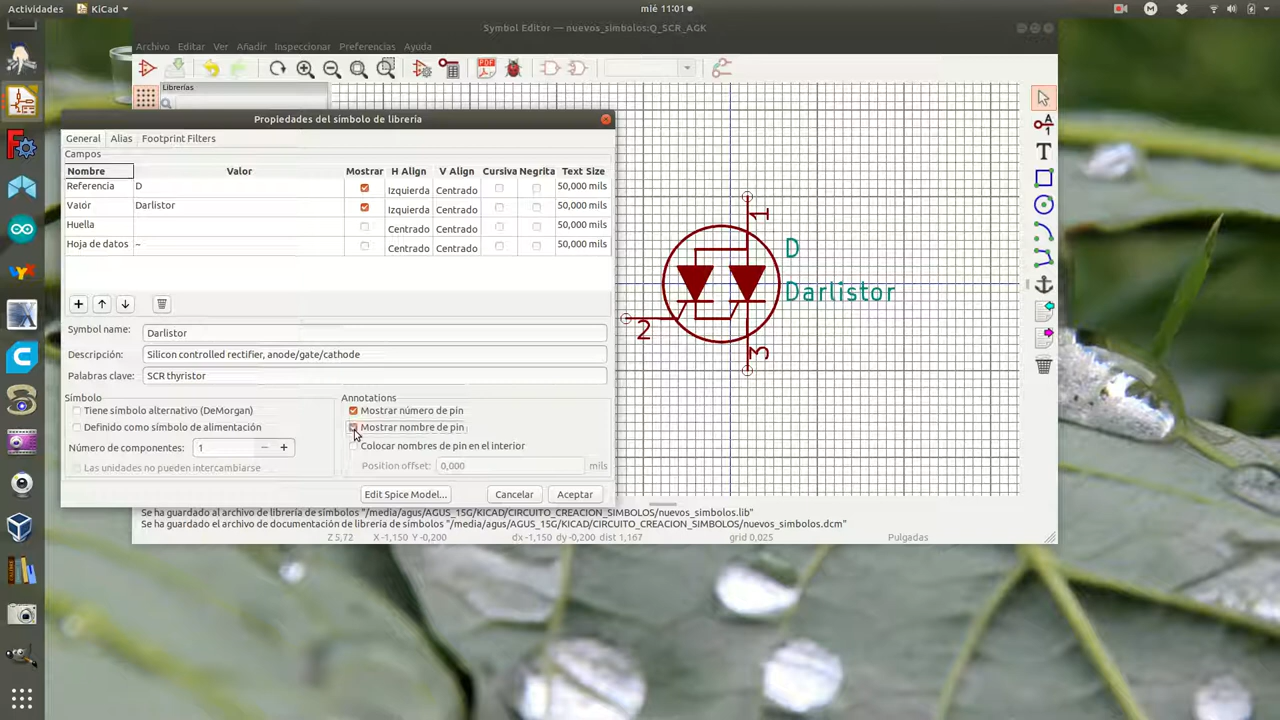 Actividades KiCad mié 11:01
Symbol Editor — nuevos_simbolos:Q_SCR_AGK
Archivo Editar Ver Añadir Inspeccionar Preferencias Ayuda
Librerías
Propiedades del símbolo de librería
General Alias Footprint Filters
Campos
Nombre Valor Mostrar H Align V Align Cursiva Negrita Text Size
Referencia D Izquierda Centrado 50,000 mils
Valor Darlistor Izquierda Centrado 50,000 mils
Huella Centrado Centrado 50,000 mils
Hoja de datos ~ Centrado Centrado 50,000 mils
Symbol name: Darlistor
Descripción: Silicon controlled rectifier, anode/gate/cathode
Palabras clave: SCR thyristor
Símbolo
Tiene símbolo alternativo (DeMorgan)
Definido como símbolo de alimentación
Número de componentes: 1
Las unidades no pueden intercambiarse
Annotations
Mostrar número de pin
Mostrar nombre de pin
Colocar nombres de pin en el interior
Position offset: 0,000 mils
Edit Spice Model... Cancelar Aceptar
1
D
Darlistor
2
3
Se ha guardado al archivo de librería de símbolos "/media/agus/AGUS_15G/KICAD/CIRCUITO_CREACION_SIMBOLOS/nuevos_simbolos.lib"
Se ha guardado el archivo de documentación de librería de símbolos "/media/agus/AGUS_15G/KICAD/CIRCUITO_CREACION_SIMBOLOS/nuevos_simbolos.dcm"
Z 5,72 X -1,150 Y -0,200 dx -1,150 dy -0,200 dist 1,167 grid 0,025 Pulgadas